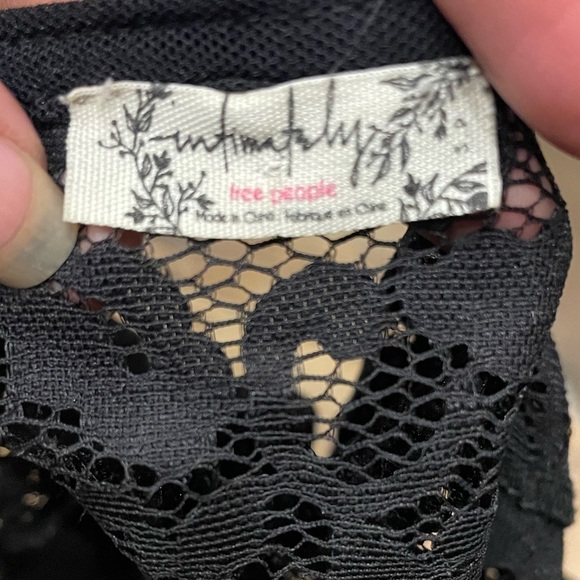 intimately
free people
Made in China / Fabriqué en Chine